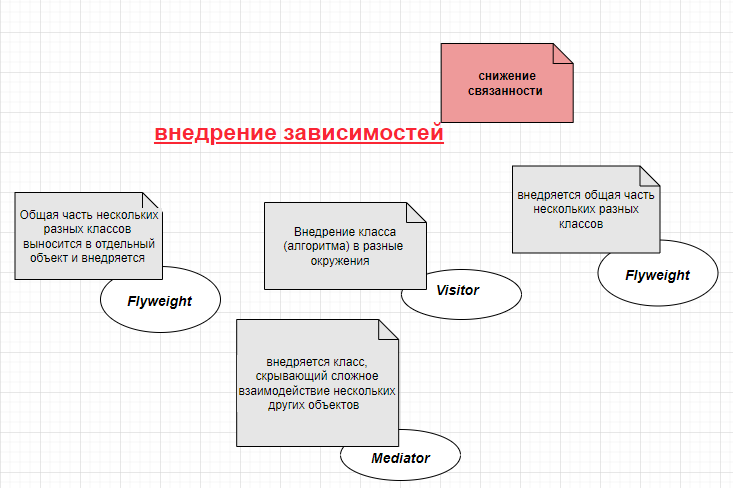 снижение
связанности
внедрение зависимостей
Общая часть нескольких
разных классов
выносится в отдельный
объект и внедряется
Flyweight
Внедрение класса
(алгоритма) в разные
окружения
Visitor
внедряется общая часть
нескольких разных
классов
Flyweight
внедряется класс,
скрывающий сложное
взаимодействие нескольких
других объектов
Mediator